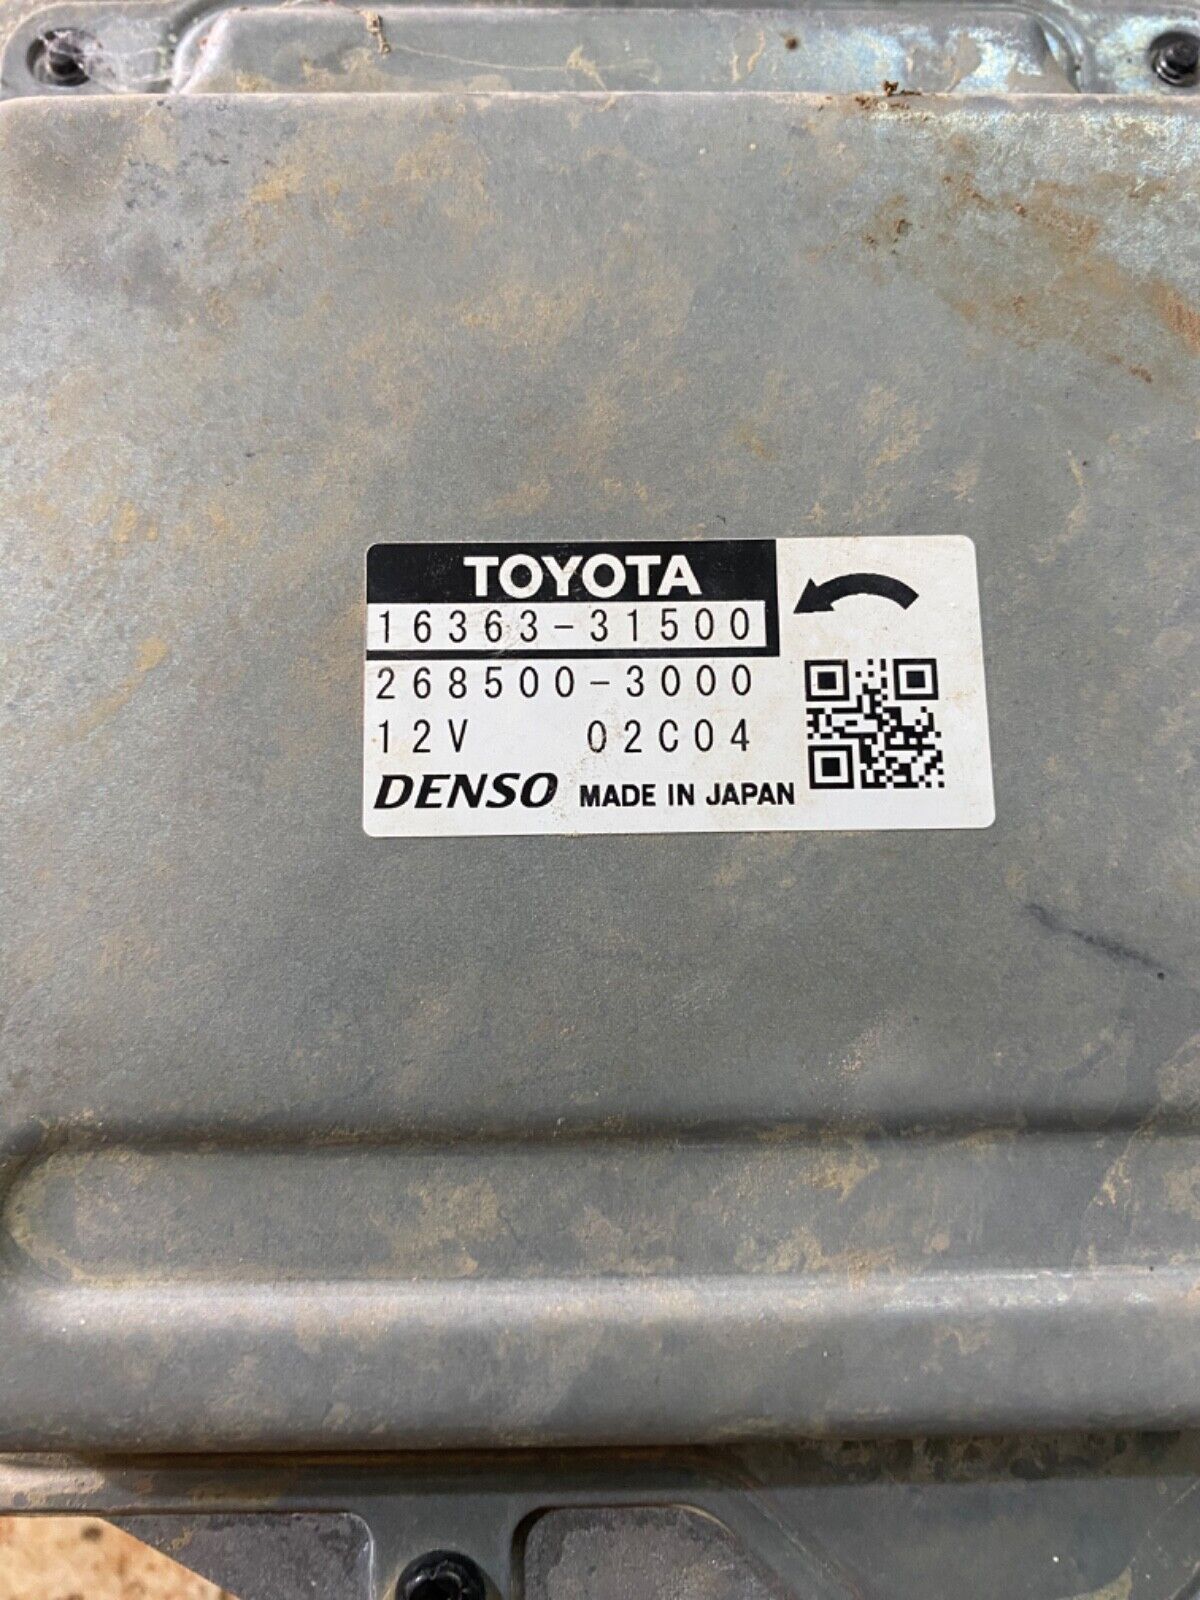 TOYOTA
16363-31500
268500-3000
12V 02C04
DENSO MADE IN JAPAN